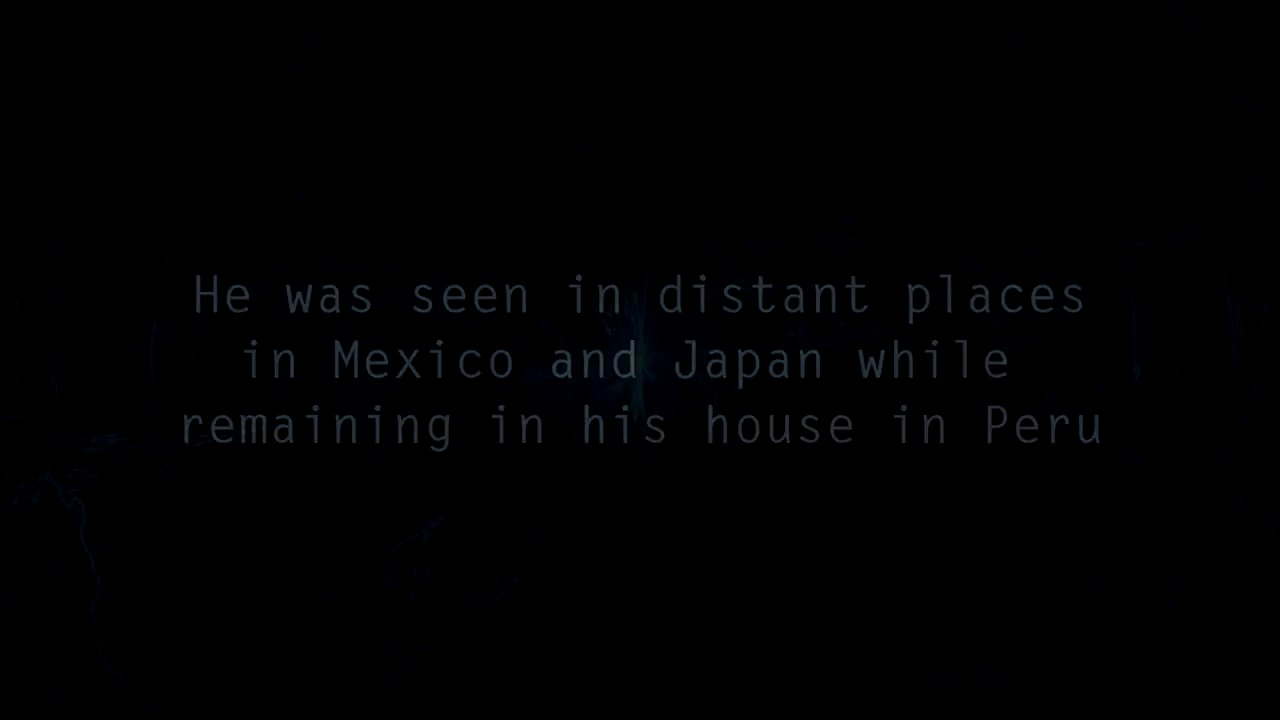 He was seen in distant places
in Mexico and Japan while
remaining in his house in Peru